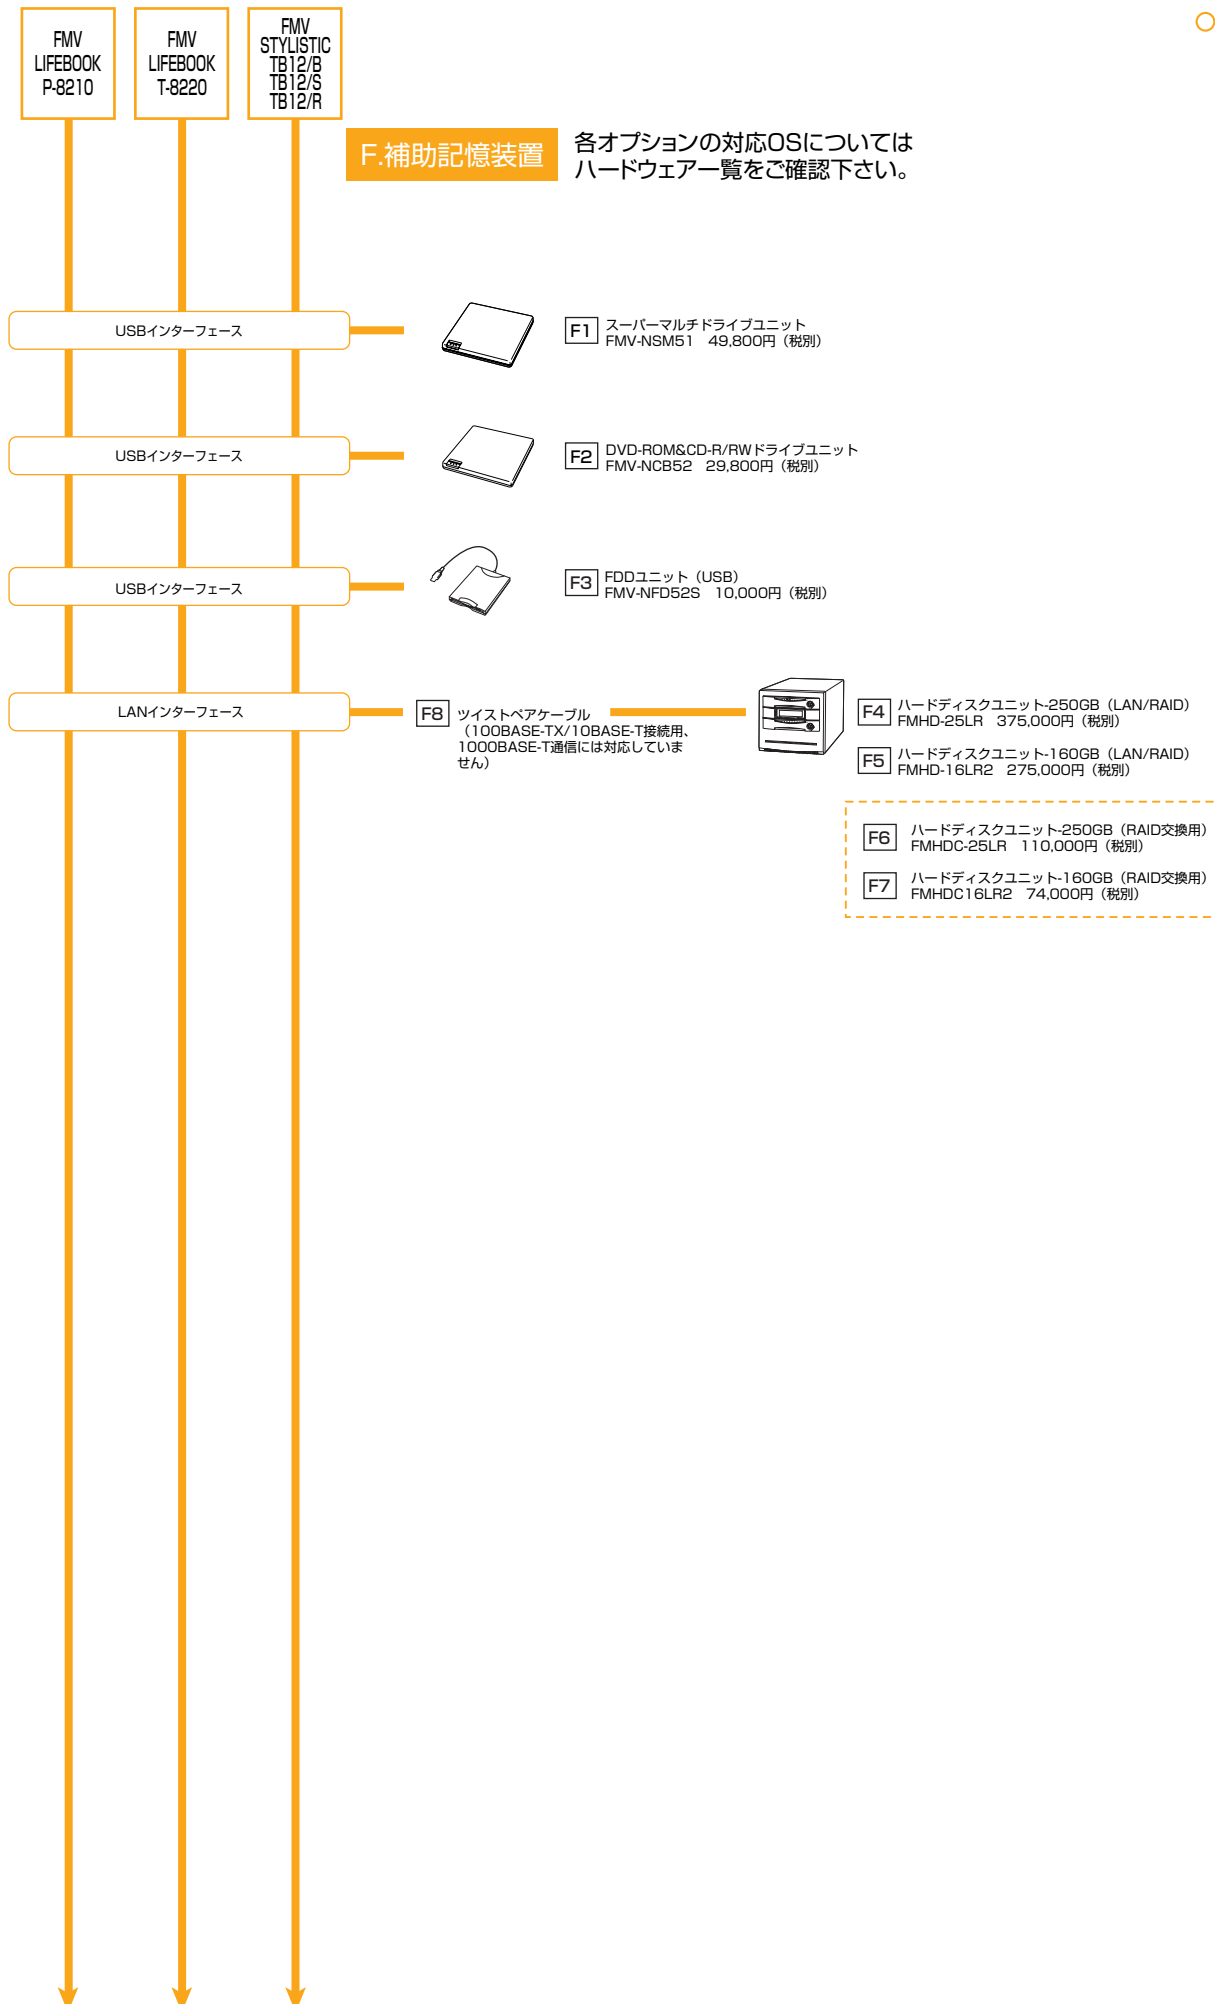 FMV
LIFEBOOK
P-8210
FMV
LIFEBOOK
T-8220
FMV
STYLISTIC
TB12/B
TB12/S
TB12/R
F.補助記憶装置
各オプションの対応OSについては
ハードウェア一覧をご確認下さい。
USBインターフェース
F1
スーパーマルチドライブユニット
FMV-NSM51 49,800円（税別）
USBインターフェース
F2
DVD-ROM&CD-R/RWドライブユニット
FMV-NCB52 29,800円（税別）
USBインターフェース
F3
FDDユニット（USB）
FMV-NFD52S 10,000円（税別）
LANインターフェース
F8
ツイストペアケーブル
（100BASE-TX/10BASE-T接続用、
1000BASE-T通信には対応していま
せん）
F4
ハードディスクユニット-250GB（LAN/RAID）
FMHD-25LR 375,000円（税別）
F5
ハードディスクユニット-160GB（LAN/RAID）
FMHD-16LR2 275,000円（税別）
F6
ハードディスクユニット-250GB（RAID交換用）
FMHDC-25LR 110,000円（税別）
F7
ハードディスクユニット-160GB（RAID交換用）
FMHDC16LR2 74,000円（税別）